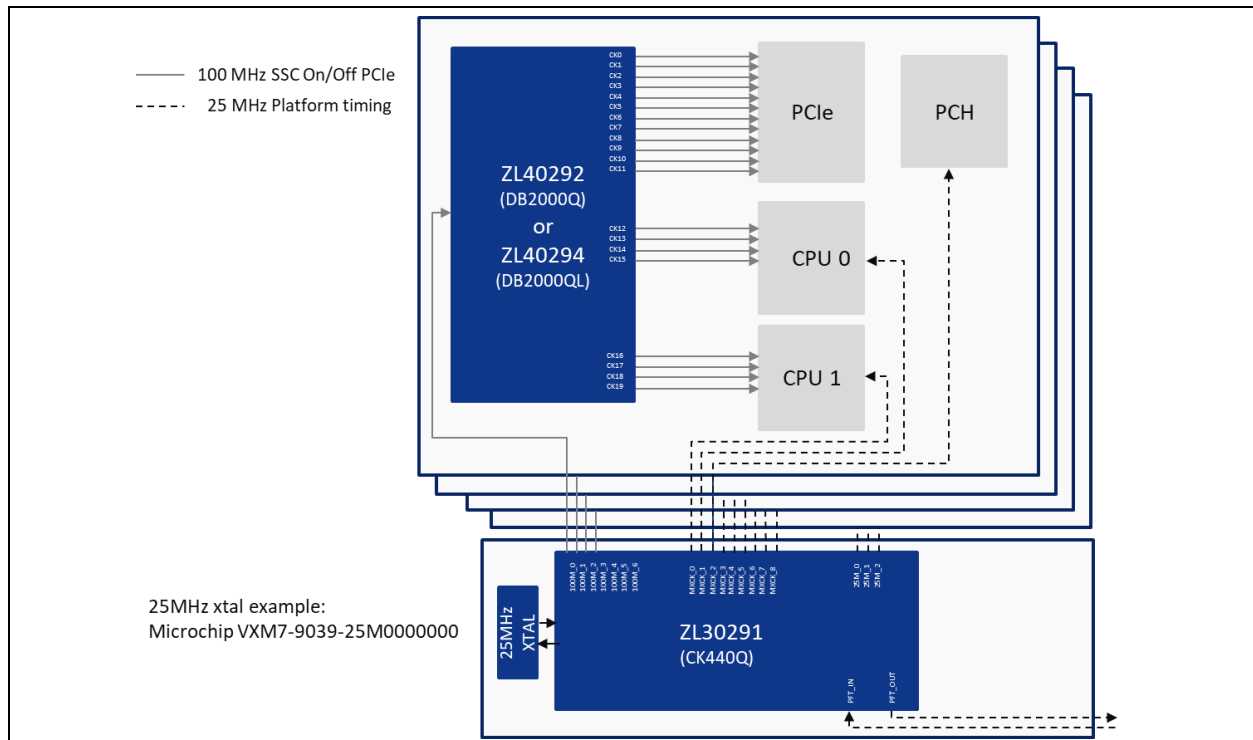 100 MHz SSC On/Off PCIe
25 MHz Platform timing
ZL40292
(DB2000Q)
or
ZL40294
(DB2000QL)
CK0
CK1
CK2
CK3
CK4
CK5
CK6
CK7
CK8
CK9
CK10
CK11
CK12
CK13
CK14
CK15
CK16
CK17
CK18
CK19
PCIe
PCH
CPU 0
CPU 1
25MHz xtal example:
Microchip VXM7-9039-25M0000000
25MHz
XTAL
100M_0
100M_1
100M_2
100M_3
100M_4
100M_5
100M_6
MXCK_0
MXCK_1
MXCK_2
MXCK_3
MXCK_4
MXCK_5
MXCK_6
MXCK_7
MXCK_8
25M_0
25M_1
25M_2
ZL30291
(CK440Q)
PFT_IN
PFT_OUT